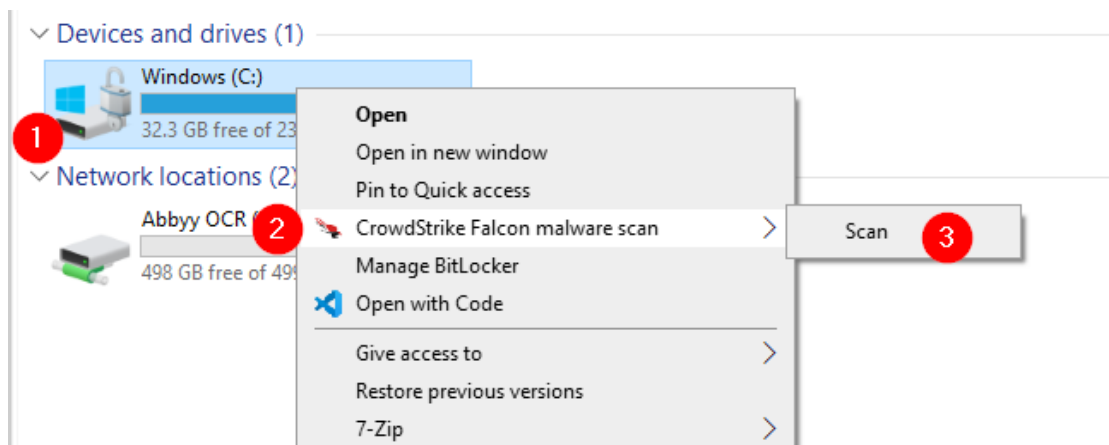 Devices and drives (1)
Windows (C:)
32.3 GB free of 23
1
Network locations (2)
Abbyy OCR
498 GB free of 49
Open
Open in new window
Pin to Quick access
2
CrowdStrike Falcon malware scan
Scan
3
Manage BitLocker
Open with Code
Give access to
Restore previous versions
7-Zip